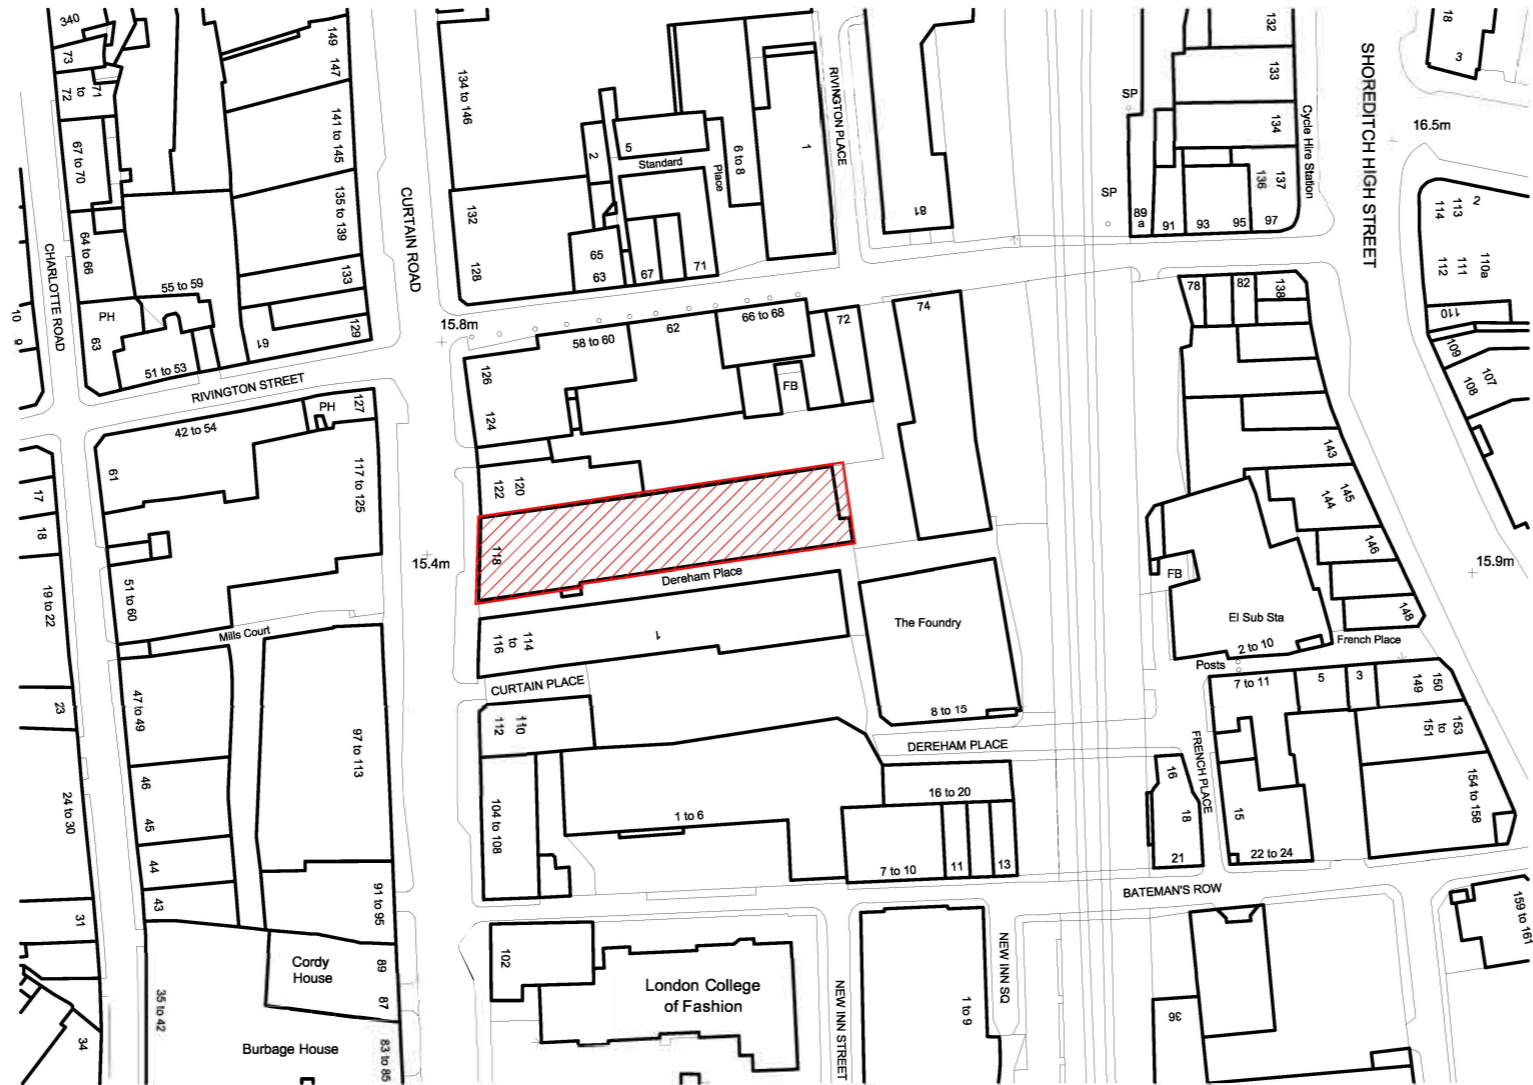 340
73
71
to
72
67 to 70
64 to 66
PH
63
55 to 59
51 to 53
61
149
147
141 to 145
135 to 139
133
129
CHARLOTTE ROAD
10
9
CURTAIN ROAD
RIVINGTON STREET
134 to 146
132
128
2
5
Standard
Place
6 to 8
1
65
63
67
71
RIVINGTON PLACE
81
SP
SP
132
133
134
136
137
89
a
91
93
95
97
Cycle Hire Station
SHOREDITCH HIGH STREET
18
3
16.5m
2
113
114
110a
111
112
110
109
108
107
15.8m
58 to 60
62
66 to 68
72
74
FB
126
124
120
122
118
15.4m
Dereham Place
78
82
138
143
145
144
146
148
FB
El Sub Sta
2 to 10
French Place
15.9m
Posts
42 to 54
PH
127
61
117 to 125
51 to 60
Mills Court
17
18
19 to 22
23
24 to 30
31
34
47 to 49
46
45
44
43
97 to 113
91 to 95
89
87
83 to 85
Cordy
House
35 to 42
Burbage House
114
to
116
1
CURTAIN PLACE
110
112
104 to 108
1 to 6
The Foundry
8 to 15
DEREHAM PLACE
16 to 20
7 to 10
11
13
7 to 11
5
3
149
150
153
to
151
154 to 158
FRENCH PLACE
16
18
21
15
22 to 24
BATEMAN'S ROW
159 to 161
102
London College
of Fashion
NEW INN STREET
NEW INN SQ
1 to 9
36